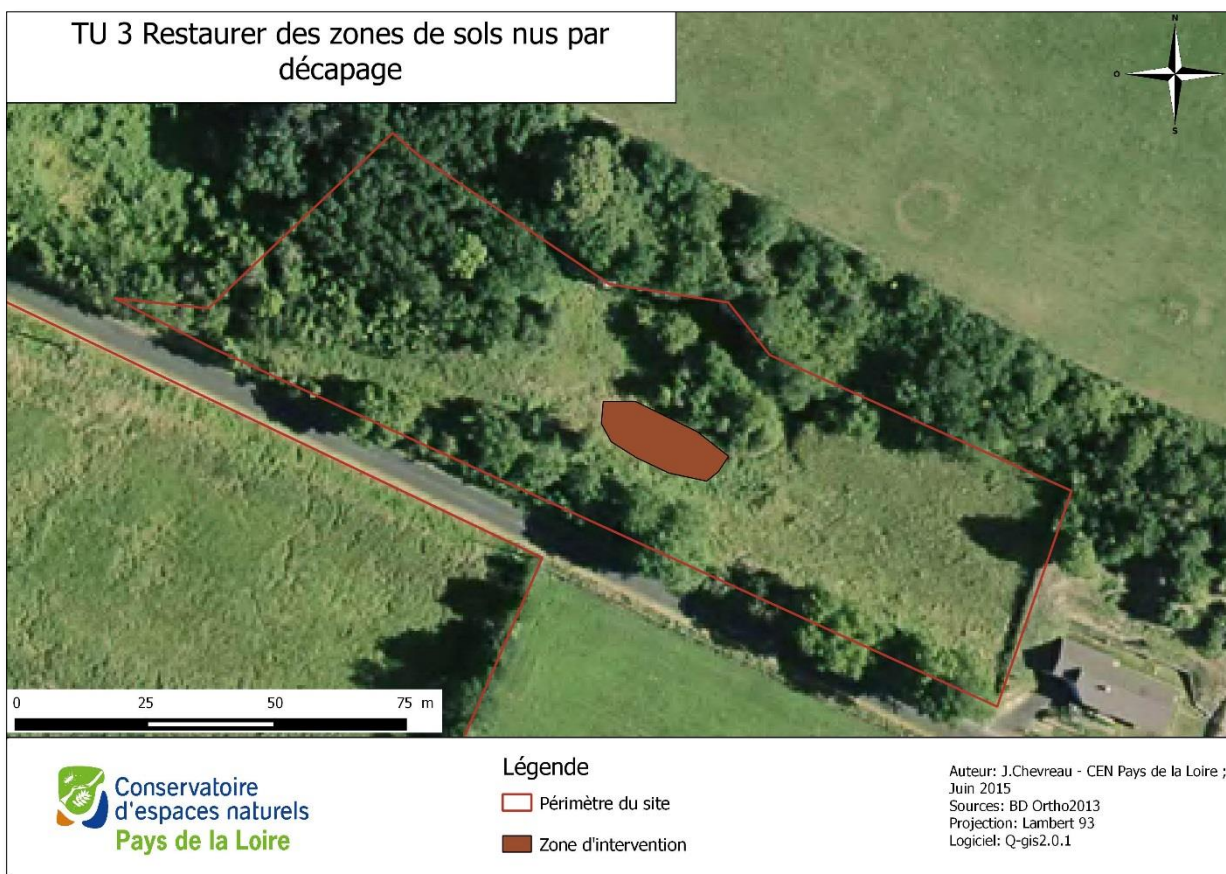 TU 3 Restaurer des zones de sols nus par
décapage
N
O
S
0 25 50 75 m
Conservatoire
d'espaces naturels
Pays de la Loire
Légende
Périmètre du site
Zone d'intervention
Auteur: J.Chevreau - CEN Pays de la Loire ;
Juin 2015
Sources: BD Ortho2013
Projection: Lambert 93
Logiciel: Q-gis2.0.1